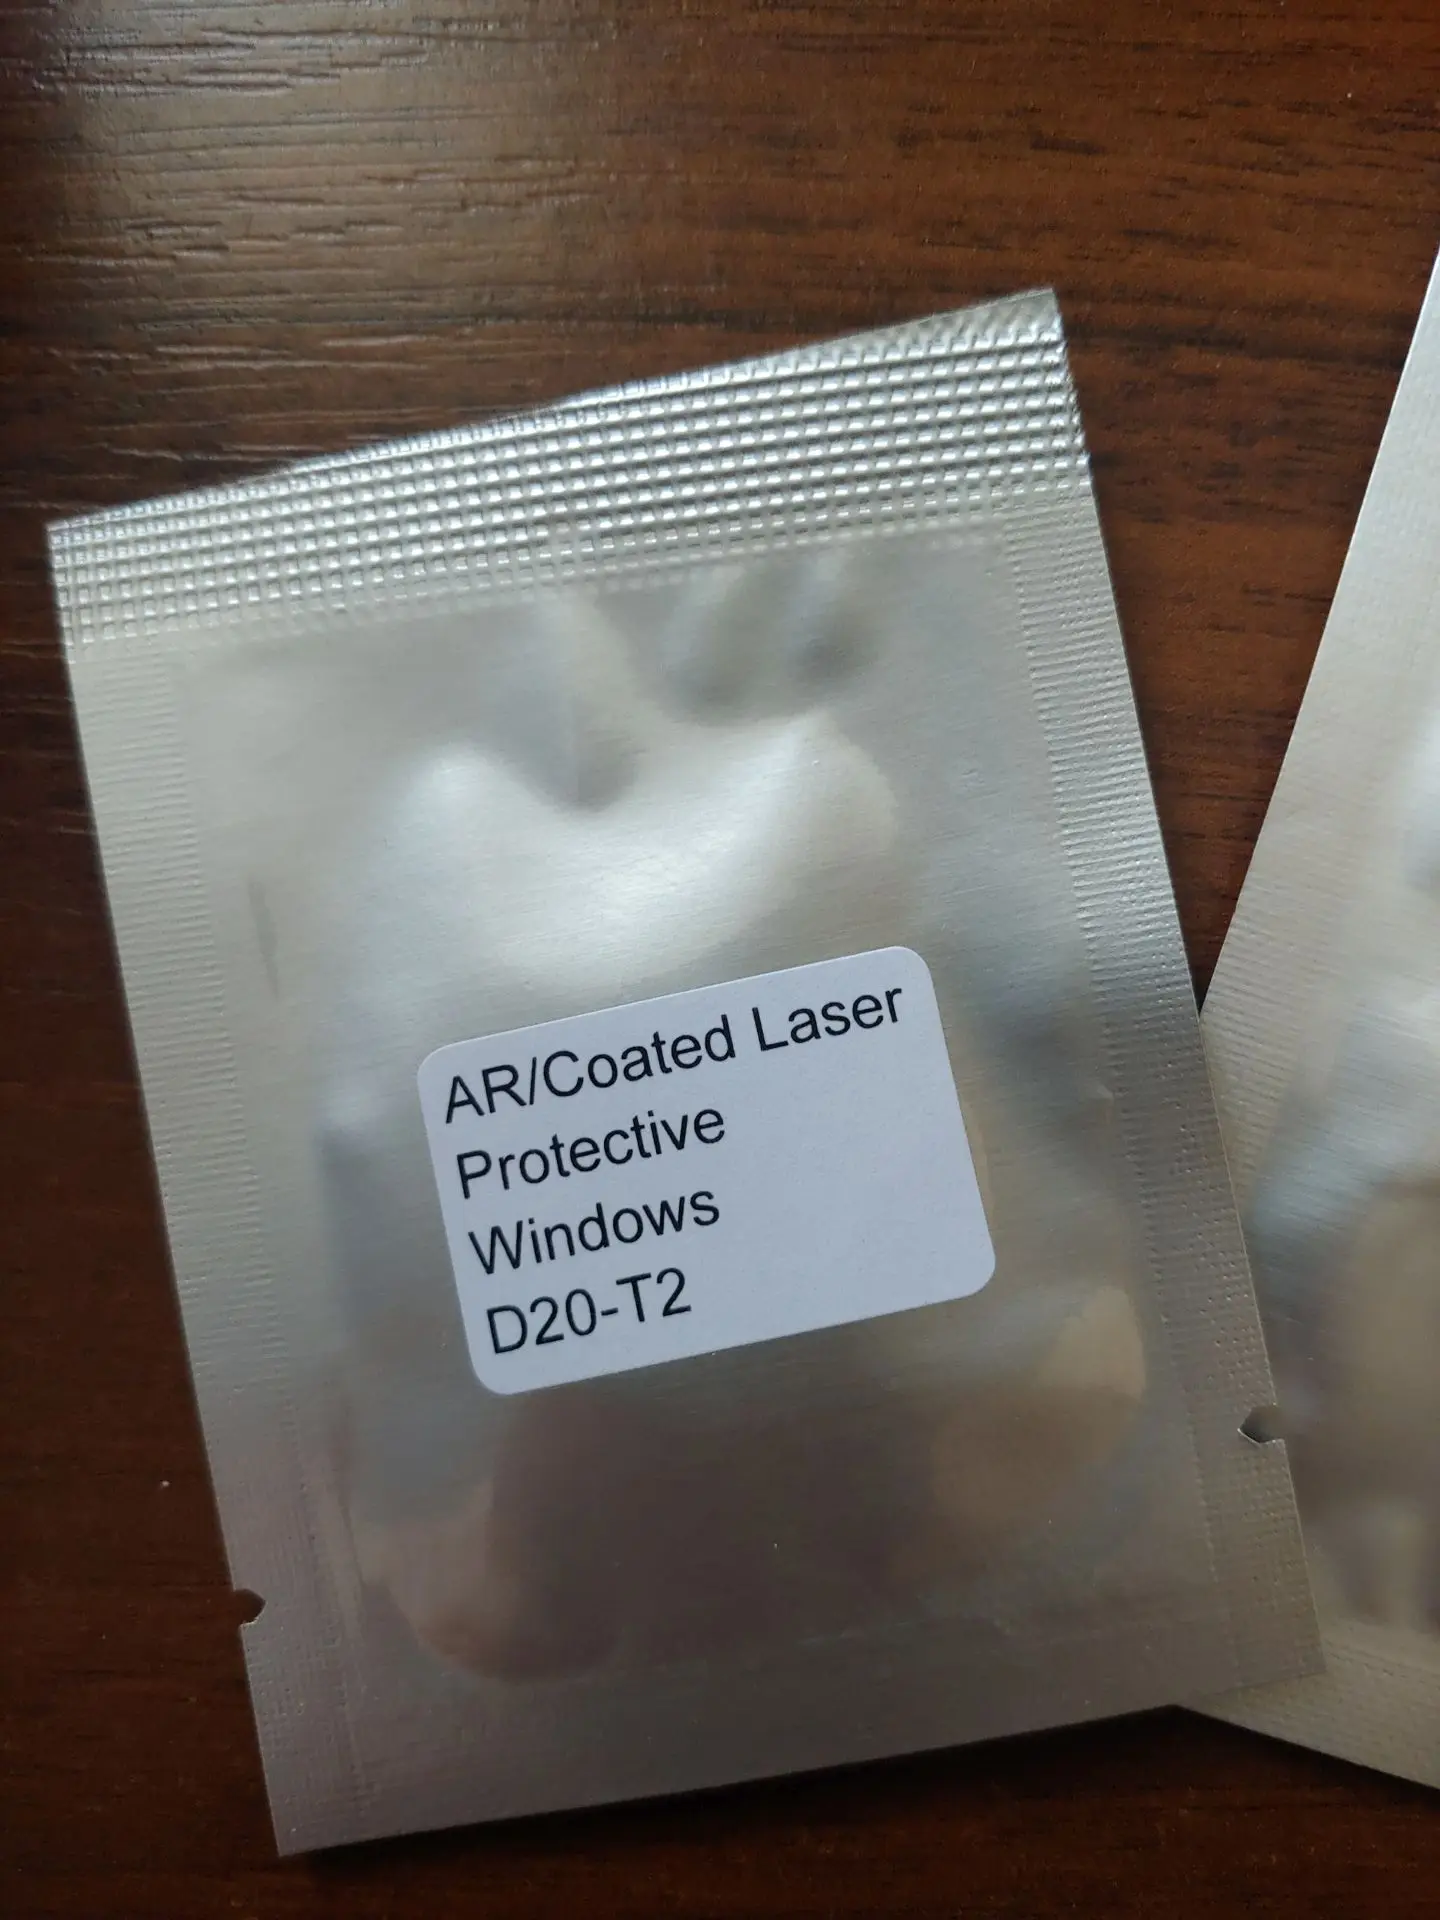 AR/Coated Laser
Protective
Windows
D20-T2